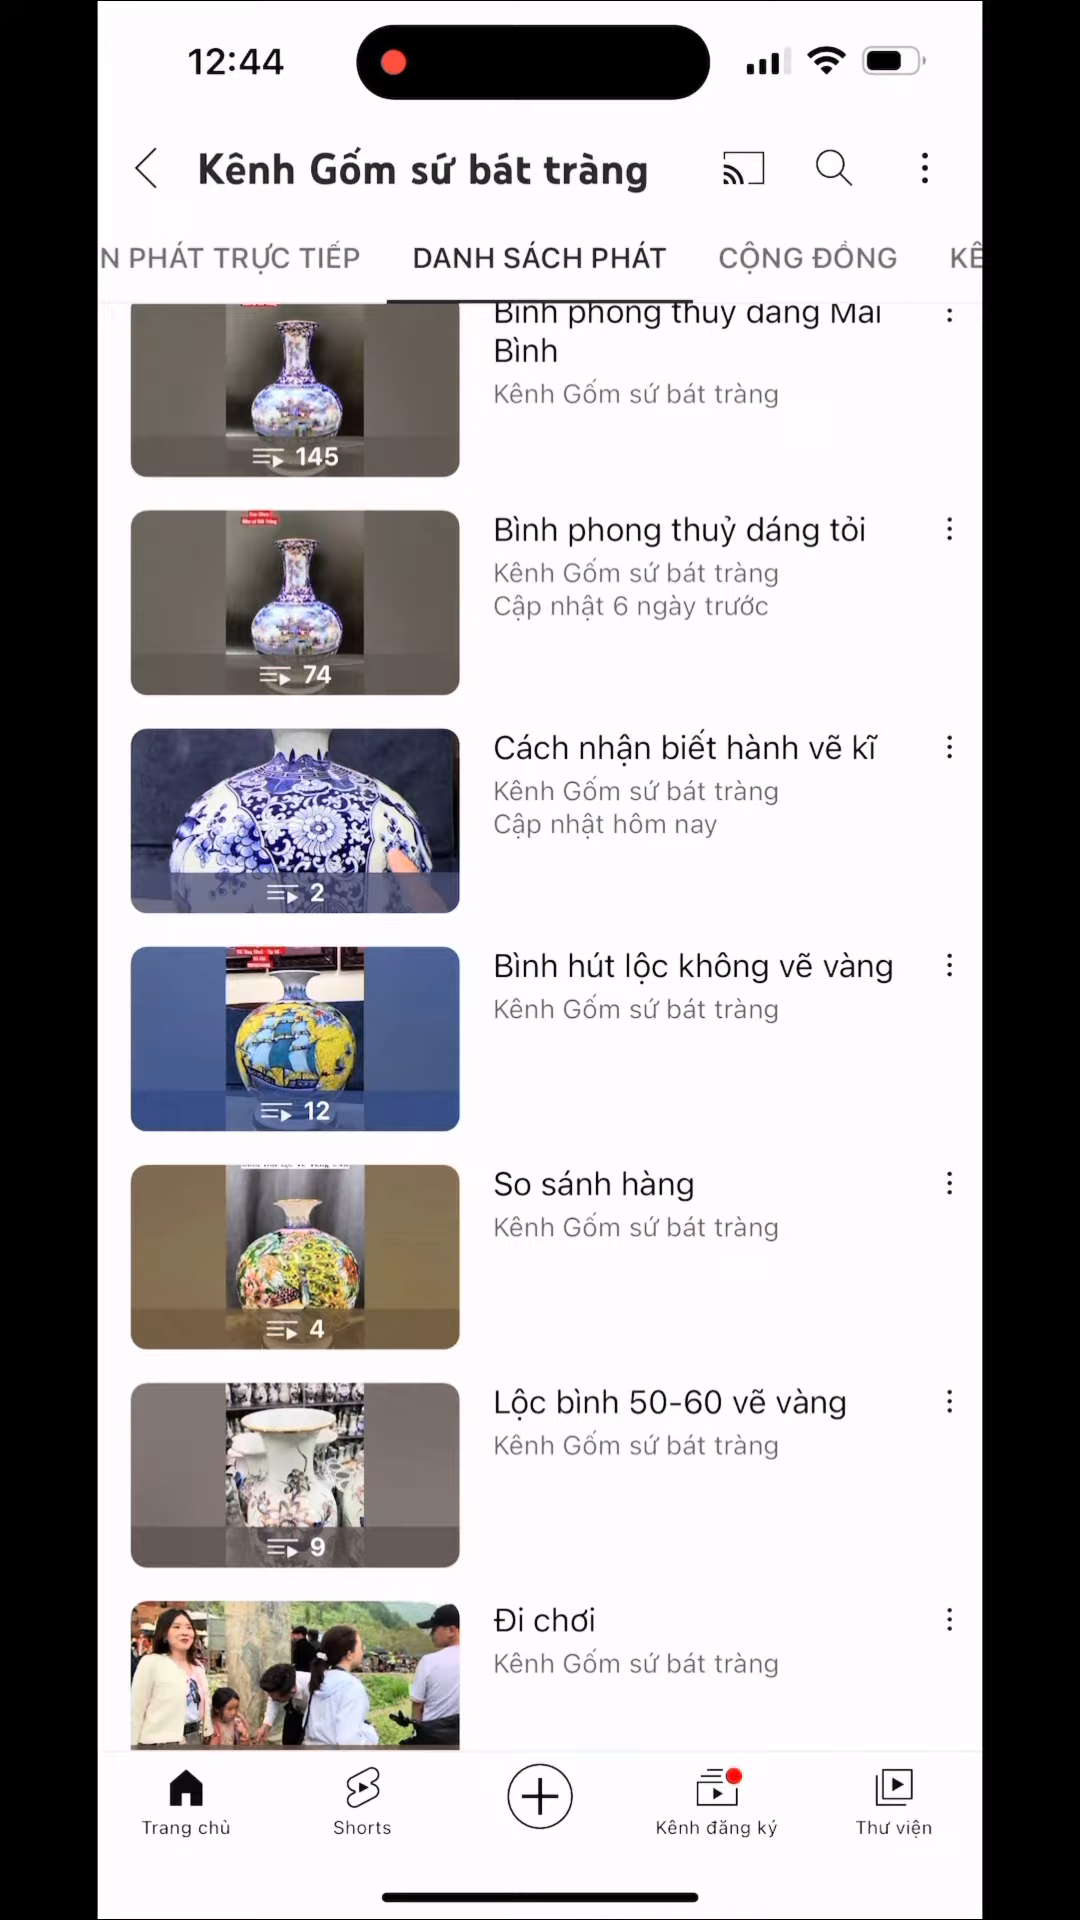 12:44
Kênh Gốm sứ bát tràng
N PHÁT TRỰC TIẾP
DANH SÁCH PHÁT
CỘNG ĐỒNG
KÊ
Bình phong thuỷ dáng Mai
Bình
Kênh Gốm sứ bát tràng
145
Bình phong thuỷ dáng tỏi
Kênh Gốm sứ bát tràng
Cập nhật 6 ngày trước
74
Cách nhận biết hành vẽ kĩ
Kênh Gốm sứ bát tràng
Cập nhật hôm nay
2
Bình hút lộc không vẽ vàng
Kênh Gốm sứ bát tràng
12
So sánh hàng
Kênh Gốm sứ bát tràng
4
Lộc bình 50-60 vẽ vàng
Kênh Gốm sứ bát tràng
9
Đi chơi
Kênh Gốm sứ bát tràng
Trang chủ
Shorts
Kênh đăng ký
Thư viện